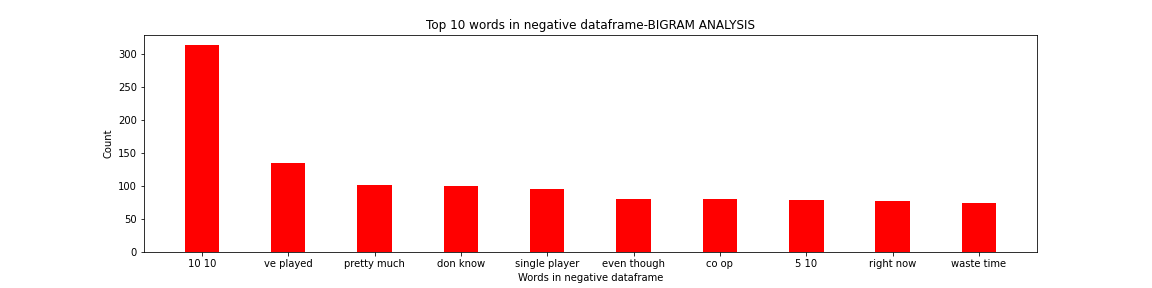 Top 10 words in negative dataframe-BIGRAM ANALYSIS
300
250
200
150
100
50
0
Count
10 10 ve played pretty much don know single player even though co op 5 10 right now waste time
Words in negative dataframe